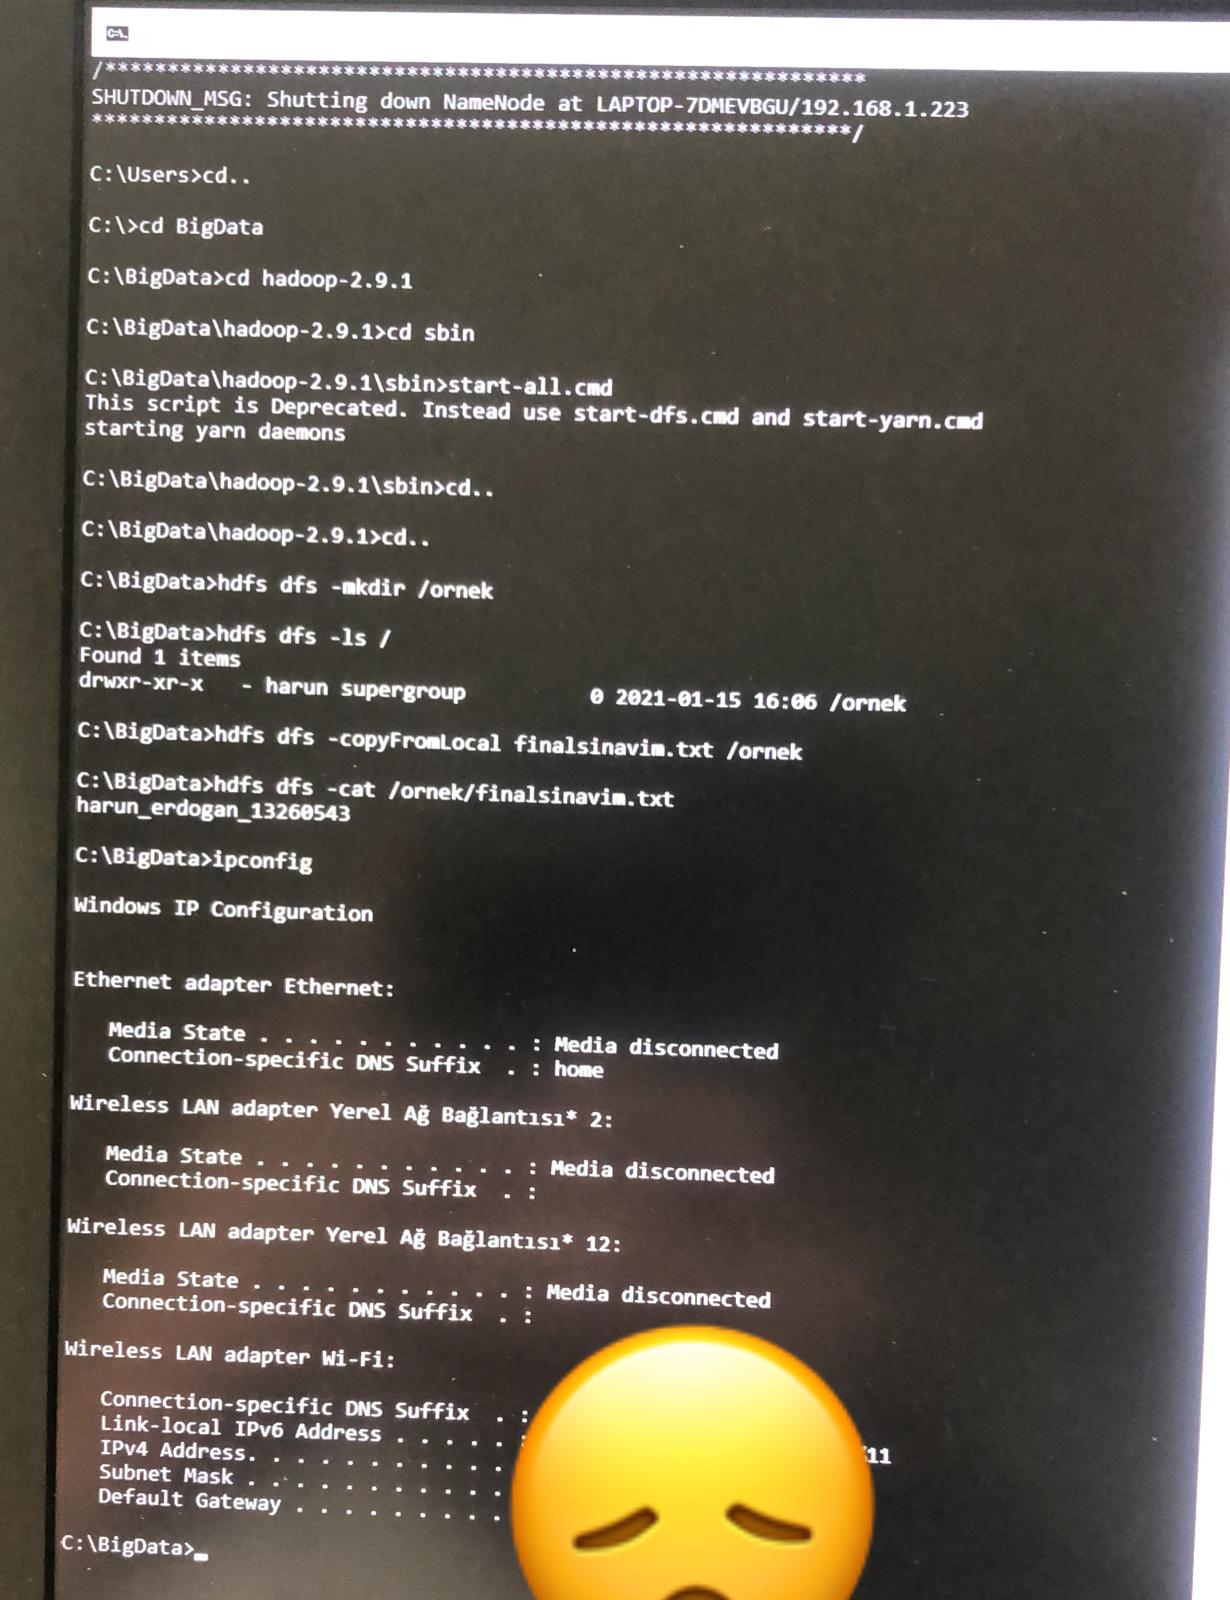 C:\.
/************************************************************
SHUTDOWN_MSG: Shutting down NameNode at LAPTOP-7DMEVBGU/192.168.1.223
************************************************************/
C:\Users>cd..
C:\>cd BigData
C:\BigData>cd hadoop-2.9.1
C:\BigData\hadoop-2.9.1>cd sbin
C:\BigData\hadoop-2.9.1\sbin>start-all.cmd
This script is Deprecated. Instead use start-dfs.cmd and start-yarn.cmd
starting yarn daemons
C:\BigData\hadoop-2.9.1\sbin>cd..
C:\BigData\hadoop-2.9.1>cd..
C:\BigData>hdfs dfs -mkdir /ornek
C:\BigData>hdfs dfs -ls /
Found 1 items
drwxr-xr-x   - harun supergroup          0 2021-01-15 16:06 /ornek
C:\BigData>hdfs dfs -copyFromLocal finalsinavim.txt /ornek
C:\BigData>hdfs dfs -cat /ornek/finalsinavim.txt
harun_erdogan_13260543
C:\BigData>ipconfig
Windows IP Configuration
Ethernet adapter Ethernet:
Media State . . . . . . . . . . . : Media disconnected
Connection-specific DNS Suffix  . : home
Wireless LAN adapter Yerel Ağ Bağlantısı* 2:
Media State . . . . . . . . . . . : Media disconnected
Connection-specific DNS Suffix  . :
Wireless LAN adapter Yerel Ağ Bağlantısı* 12:
Media State . . . . . . . . . . . : Media disconnected
Connection-specific DNS Suffix  . :
Wireless LAN adapter Wi-Fi:
Connection-specific DNS Suffix  . :
Link-local IPv6 Address . . . . . : 11
IPv4 Address. . . . . . . . . . .
Subnet Mask . . . . . . . . . . .
Default Gateway . . . . . . . . .
C:\BigData>_